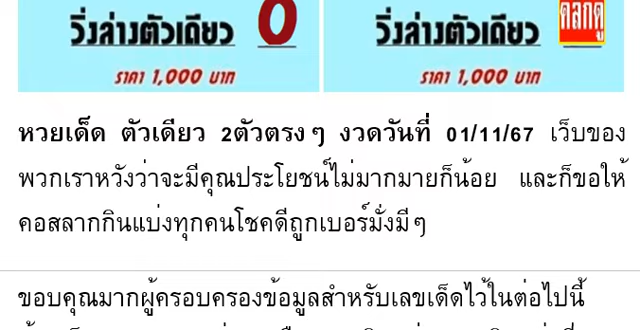 วิ่งล่างตัวเดียว 0 วิ่งล่างตัวเดียว คลิกดู
ราคา 1,000 บาท ราคา 1,000 บาท
หวยเด็ด ตัวเดียว 2ตัวตรงๆ งวดวันที่ 01/11/67 เว็บของ
พวกเราหวังว่าจะมีคุณประโยชน์ไม่มากมายก็น้อย และก็ขอให้
คอสลากกินแบ่งทุกคนโชคดีถูกเบอร์มั่งมีๆ
ขอบคุณมากผู้ครอบครองข้อมูลสำหรับเลขเด็ดไว้ในต่อไปนี้